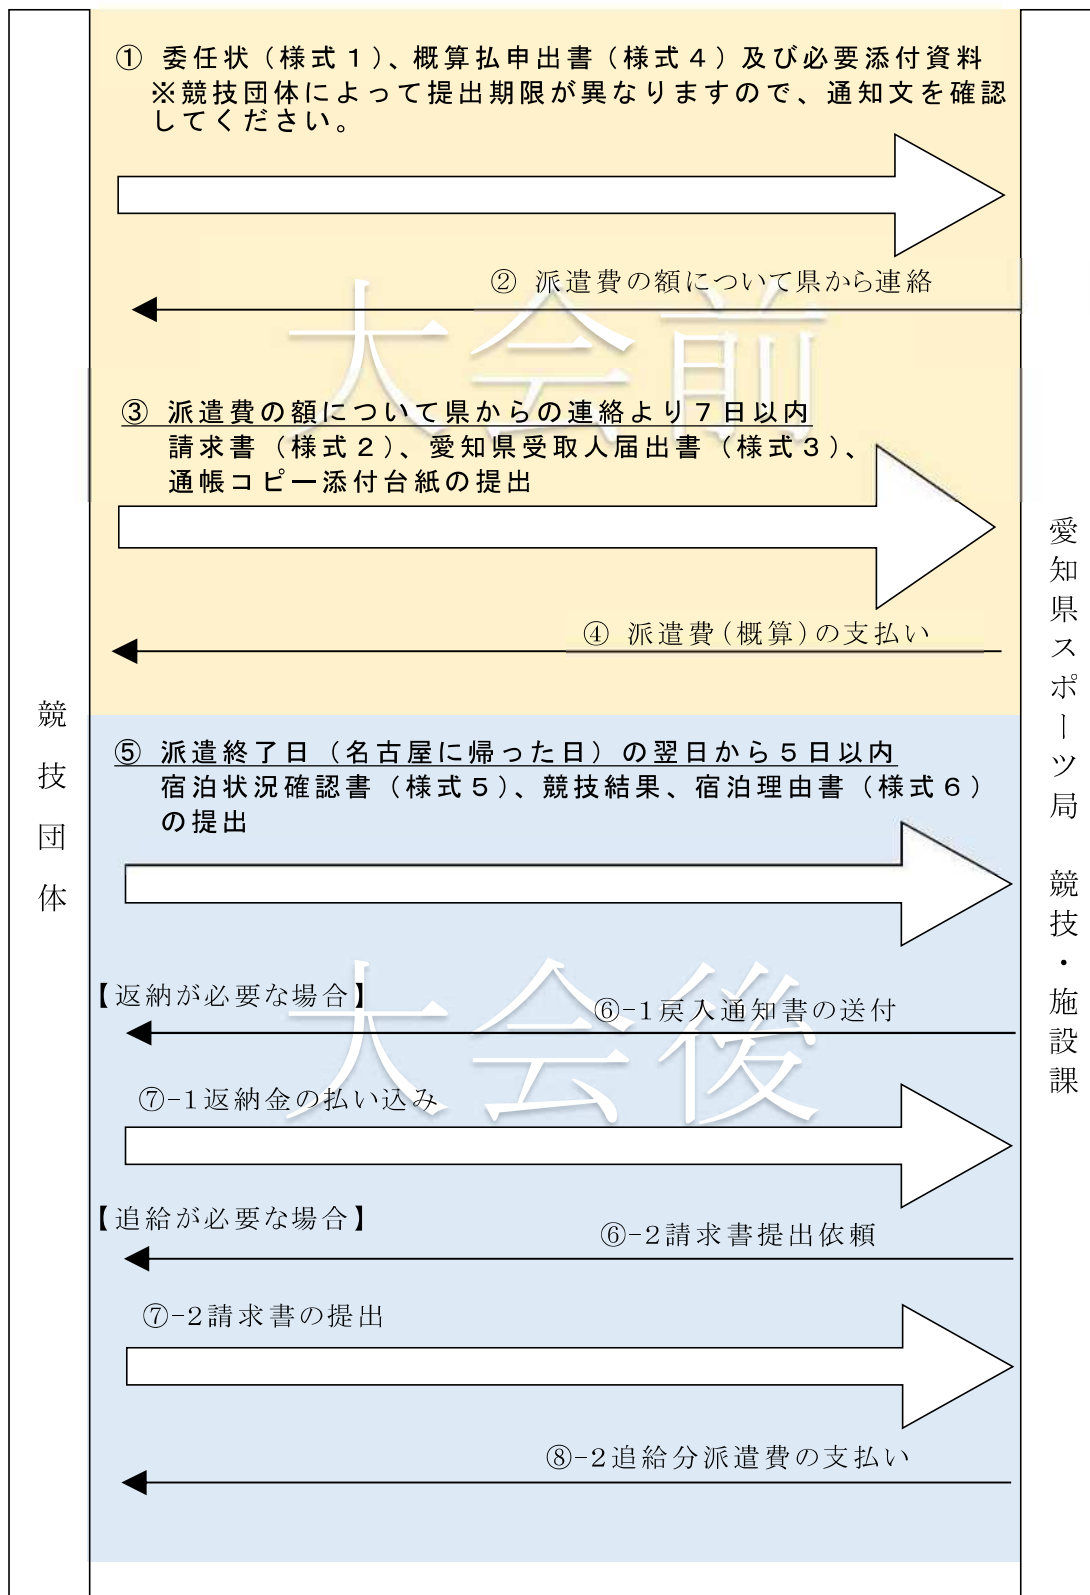 ① 委任状（様式１）、概算払申出書（様式４）及び必要添付資料
※競技団体によって提出期限が異なりますので、通知文を確認
してください。
② 派遣費の額について県から連絡
大会前
③ 派遣費の額について県からの連絡より７日以内
請求書（様式２）、愛知県受取人届出書（様式３）、
通帳コピー添付台紙の提出
④ 派遣費（概算）の支払い
競技団体
愛知県スポーツ局　競技・施設課
⑤ 派遣終了日（名古屋に帰った日）の翌日から５日以内
宿泊状況確認書（様式５）、競技結果、宿泊理由書（様式６）
の提出
大会後
【返納が必要な場合】
⑥-１戻入通知書の送付
⑦-１返納金の払い込み
【追給が必要な場合】
⑥-２請求書提出依頼
⑦-２請求書の提出
⑧-２追給分派遣費の支払い